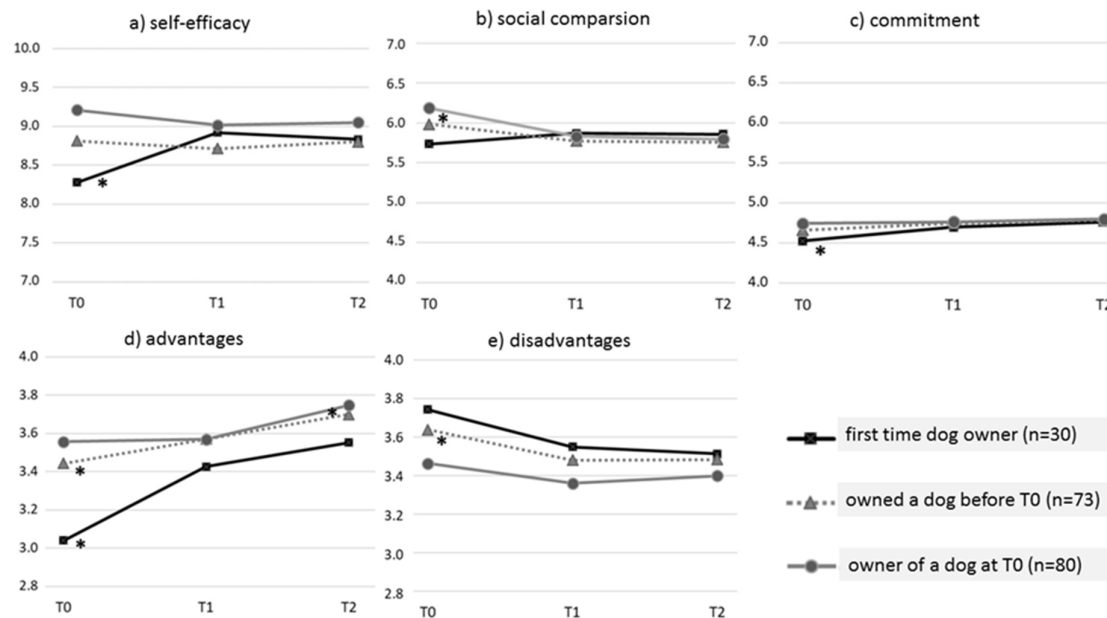 a) self-efficacy
10.0
9.5
9.0
8.5
8.0
7.5
7.0
T0 T1 T2
b) social comparsion
7.0
6.5
6.0
5.5
5.0
4.5
4.0
T0 T1 T2
c) commitment
7.0
6.5
6.0
5.5
5.0
4.5
4.0
T0 T1 T2
d) advantages
4.0
3.8
3.6
3.4
3.2
3.0
2.8
T0 T1 T2
e) disadvantages
4.0
3.8
3.6
3.4
3.2
3.0
2.8
T0 T1 T2
first time dog owner (n=30)
owned a dog before T0 (n=73)
owner of a dog at T0 (n=80)